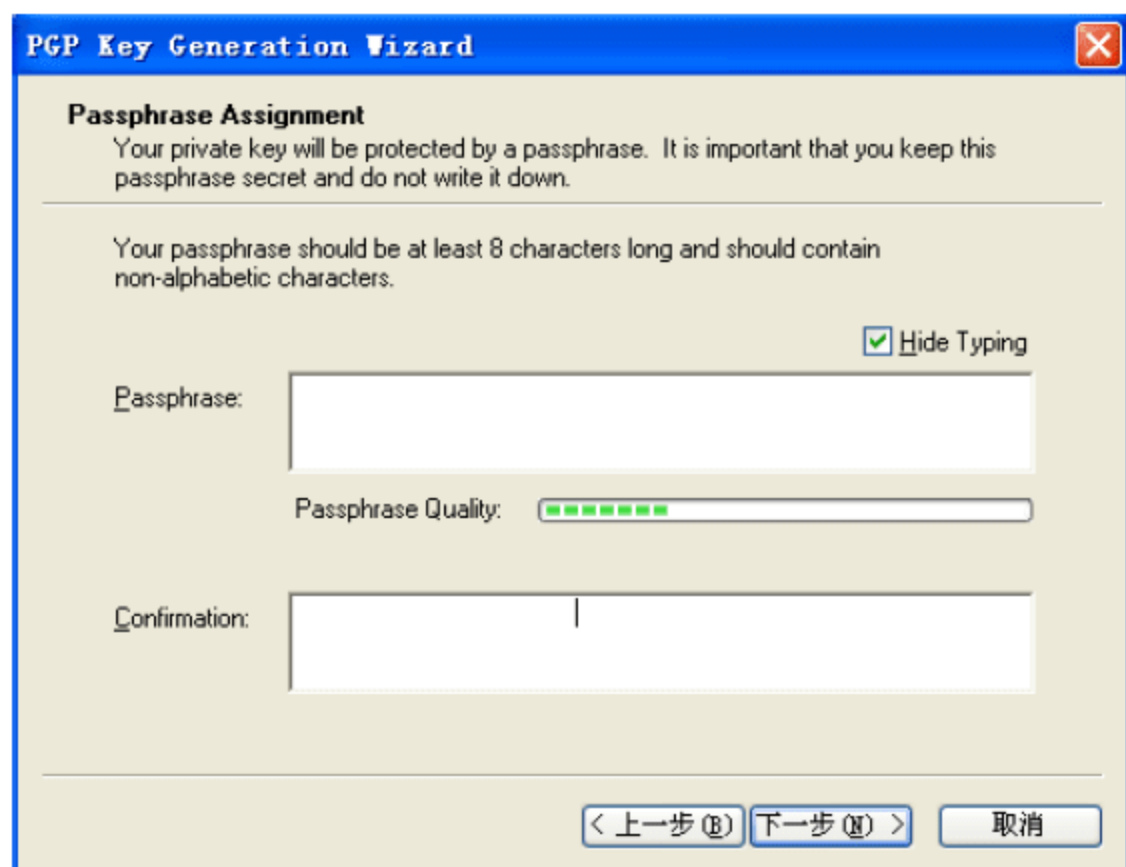 PGP Key Generation Wizard
Passphrase Assignment
Your private key will be protected by a passphrase.  It is important that you keep this
passphrase secret and do not write it down.
Your passphrase should be at least 8 characters long and should contain
non-alphabetic characters.
Hide Typing
Passphrase:
Passphrase Quality:
Confirmation:
< 上一步(B) 下一步(N) > 取消